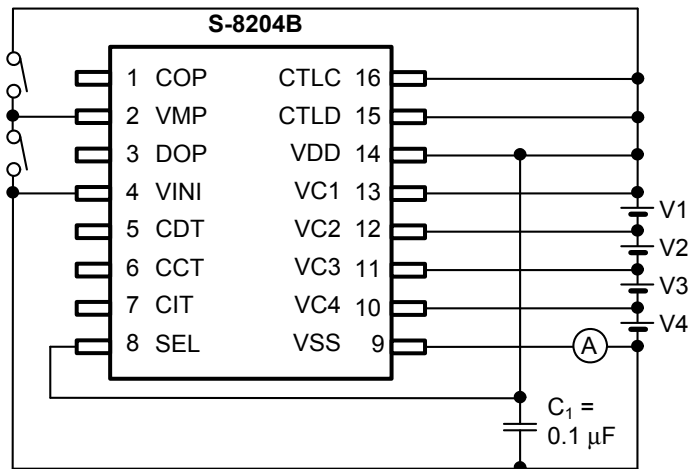 S-8204B
1 COP
CTLC 16
2 VMP
CTLD 15
3 DOP
VDD 14
4 VINI
VC1 13
5 CDT
VC2 12
6 CCT
VC3 11
7 CIT
VC4 10
8 SEL
VSS 9
V1
V2
V3
V4
A
C₁ =
0.1 μF